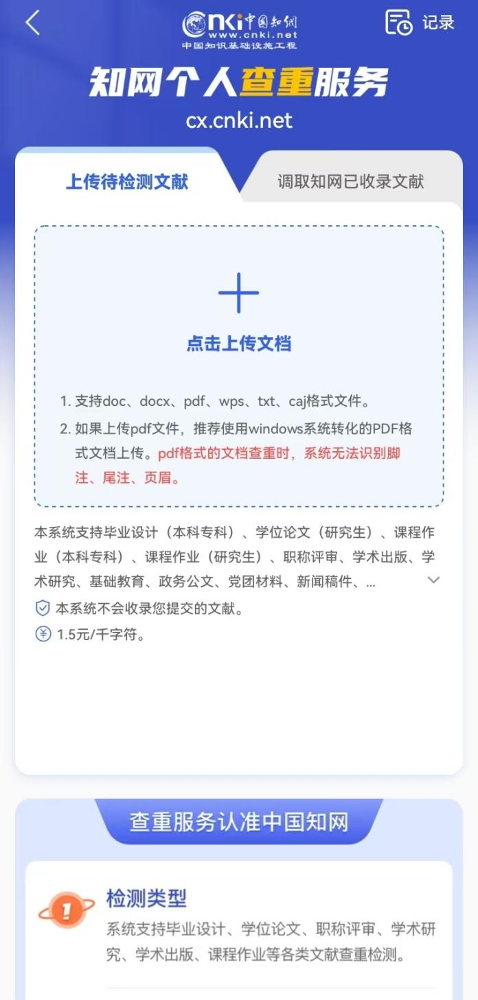 Cnki中国知网
www.cnki.net
中国知识基础设施工程
记录
知网个人查重服务
cx.cnki.net
上传待检测文献
调取知网已收录文献
点击上传文档
1. 支持doc、docx、pdf、wps、txt、caj格式文件。
2. 如果上传pdf文件，推荐使用windows系统转化的PDF格
式文档上传。pdf格式的文档查重时，系统无法识别脚
注、尾注、页眉。
本系统支持毕业设计（本科专科）、学位论文（研究生）、课程作
业（本科专科）、课程作业（研究生）、职称评审、学术出版、学
术研究、基础教育、政务公文、党团材料、新闻稿件、...
本系统不会收录您提交的文献。
¥ 1.5元/千字符。
查重服务认准中国知网
1
检测类型
系统支持毕业设计、学位论文、职称评审、学术研
究、学术出版、课程作业等各类文献查重检测。